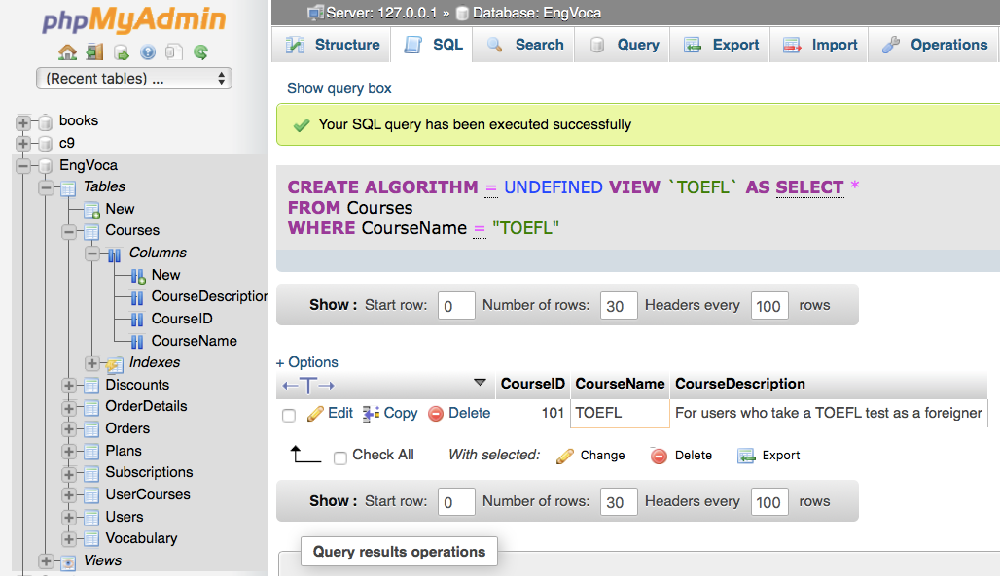 phpMyAdmin
(Recent tables) ...
books
c9
EngVoca
Tables
New
Courses
Columns
New
CourseDescription
CourseID
CourseName
Indexes
Discounts
OrderDetails
Orders
Plans
Subscriptions
UserCourses
Users
Vocabulary
Views
Server: 127.0.0.1 » Database: EngVoca
Structure SQL Search Query Export Import Operations
Show query box
Your SQL query has been executed successfully
CREATE ALGORITHM = UNDEFINED VIEW `TOEFL` AS SELECT *
FROM Courses
WHERE CourseName = "TOEFL"
Show : Start row: 0 Number of rows: 30 Headers every 100 rows
+ Options
←T→ CourseID CourseName CourseDescription
Edit Copy Delete 101 TOEFL For users who take a TOEFL test as a foreigner
Check All With selected: Change Delete Export
Show : Start row: 0 Number of rows: 30 Headers every 100 rows
Query results operations